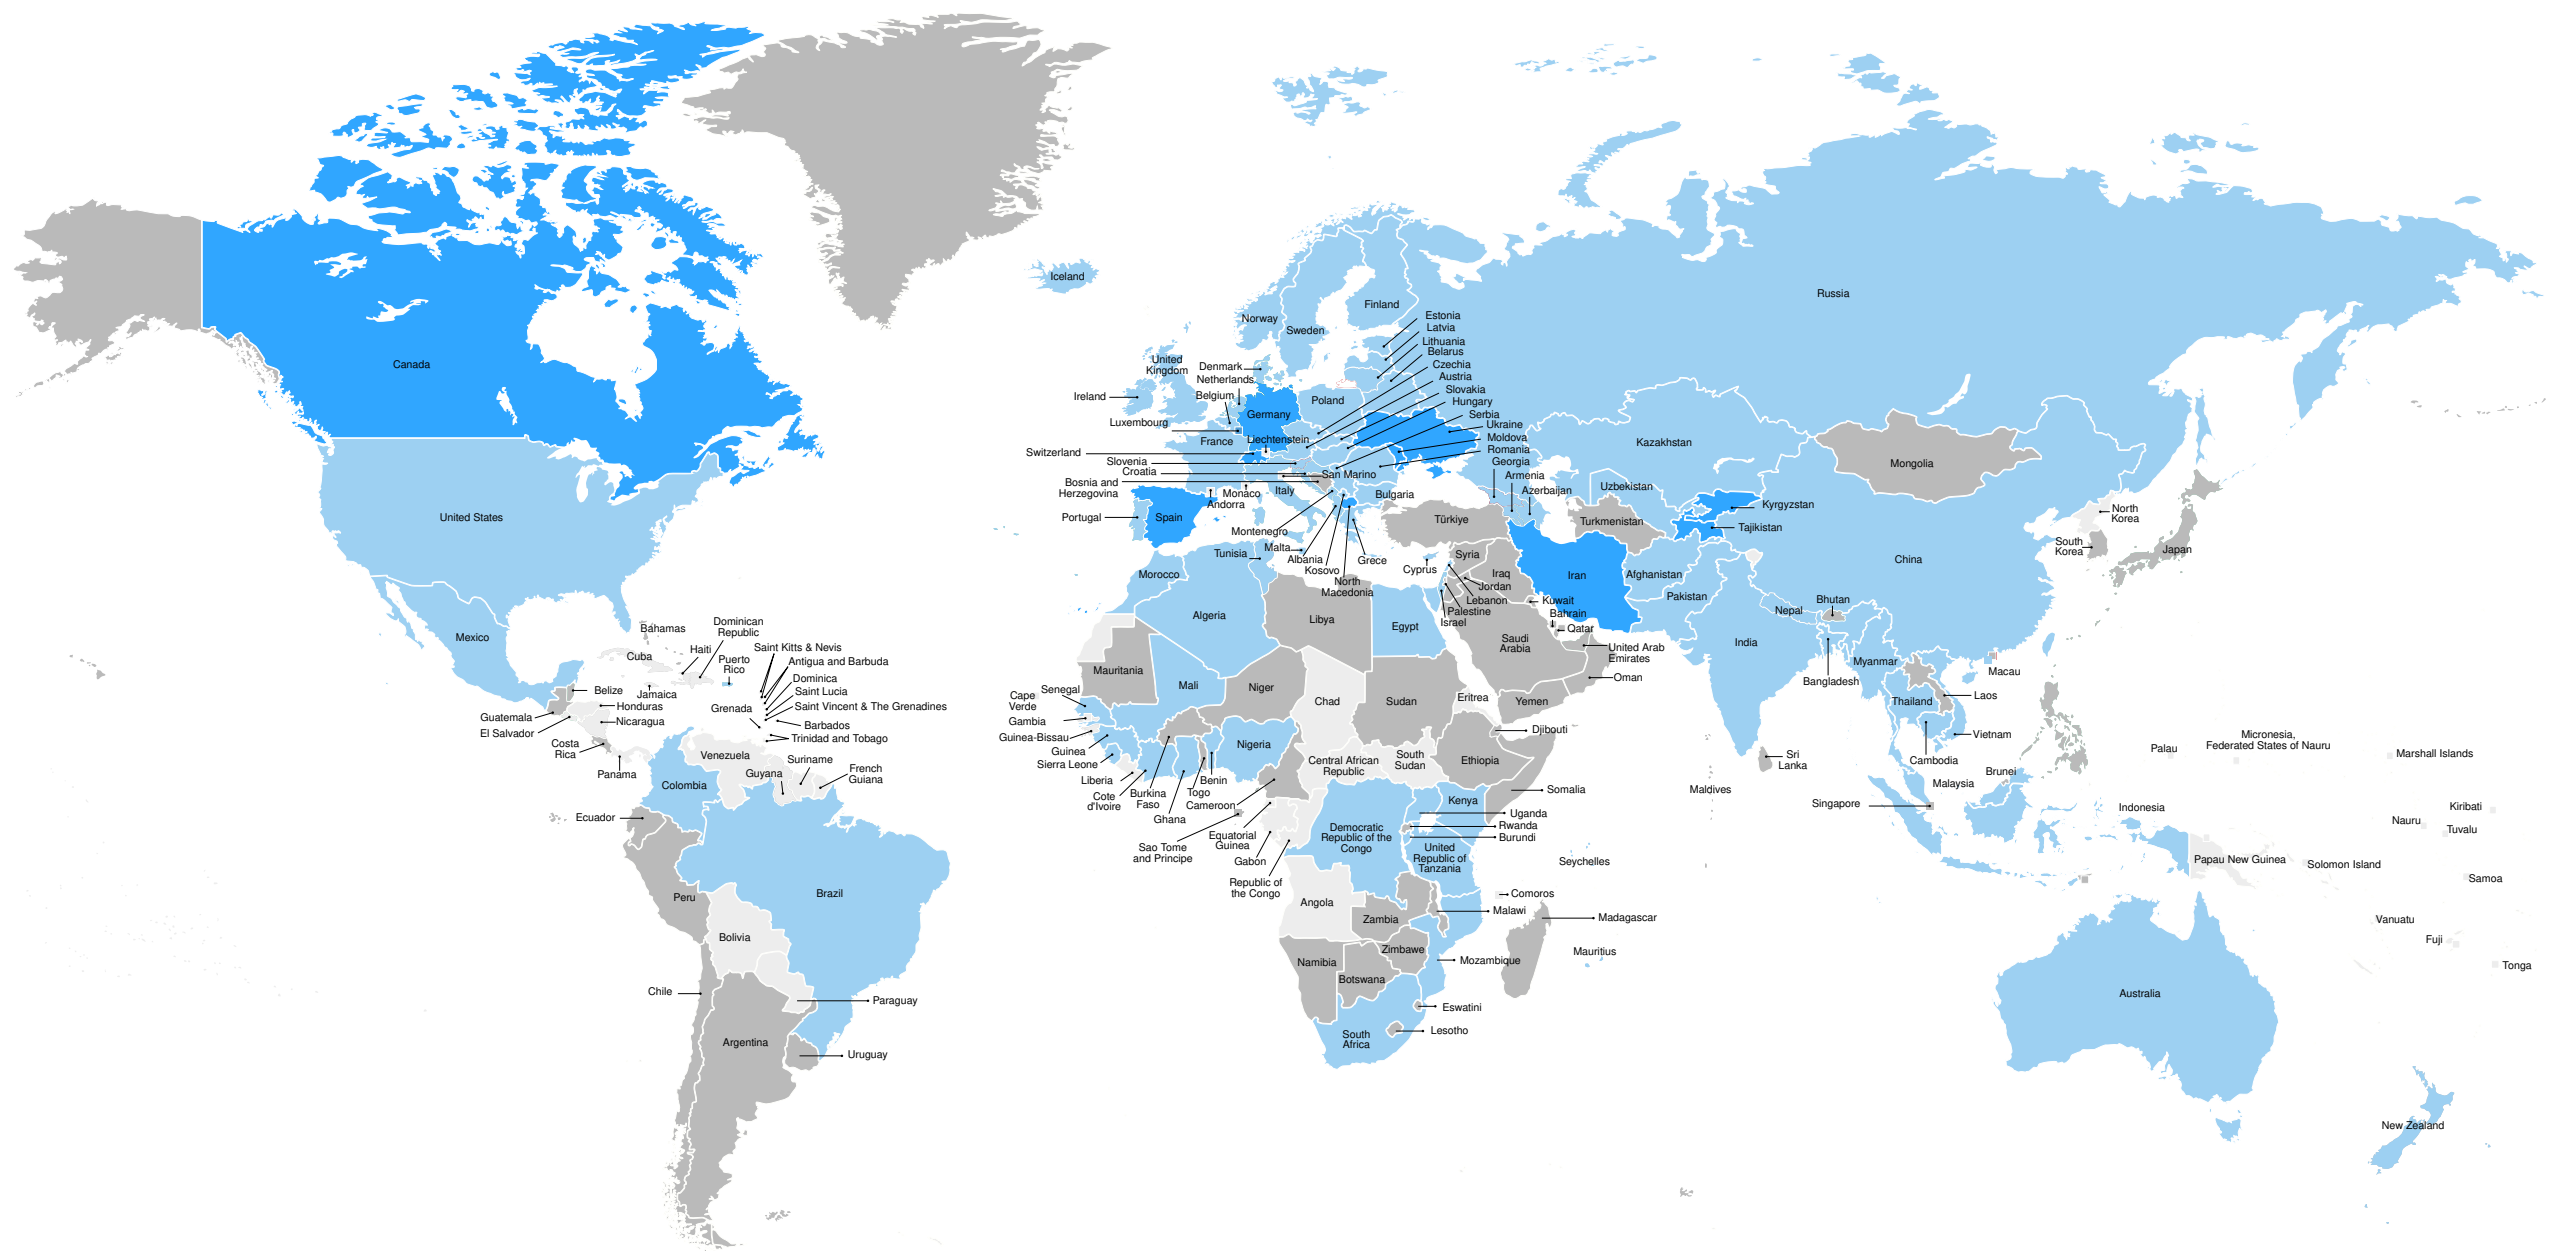 Canada
United States
Mexico
Bahamas
Cuba
Haiti
Dominican
Republic
Puerto
Rico
Jamaica
Saint Kitts & Nevis
Antigua and Barbuda
Dominica
Saint Lucia
Saint Vincent & The Grenadines
Grenada
Barbados
Trinidad and Tobago
Belize
Honduras
Nicaragua
Guatemala
El Salvador
Costa
Rica
Panama
Venezuela
Guyana
Suriname
French
Guiana
Colombia
Ecuador
Peru
Brazil
Bolivia
Chile
Paraguay
Argentina
Uruguay
Iceland
Norway
Sweden
Finland
Russia
United
Kingdom
Denmark
Netherlands
Ireland
Belgium
Luxembourg
Germany
Poland
France
Liechtenstein
Switzerland
Slovenia
Croatia
Bosnia and
Herzegovina
San Marino
Monaco
Italy
Andorra
Portugal
Spain
Bulgaria
Montenegro
Malta
Albania
Kosovo
North
Macedonia
Grece
Estonia
Latvia
Lithuania
Belarus
Czechia
Austria
Slovakia
Hungary
Serbia
Ukraine
Moldova
Romania
Georgia
Armenia
Azerbaijan
Türkiye
Cyprus
Syria
Iraq
Jordan
Lebanon
Palestine
Israel
Kuwait
Bahrain
Qatar
Saudi
Arabia
United Arab
Emirates
Oman
Yemen
Iran
Kazakhstan
Uzbekistan
Turkmenistan
Kyrgyzstan
Tajikistan
Afghanistan
Pakistan
Mongolia
China
North
Korea
South
Korea
Japan
Nepal
Bhutan
India
Bangladesh
Myanmar
Macau
Laos
Thailand
Vietnam
Cambodia
Sri
Lanka
Maldives
Malaysia
Brunei
Singapore
Indonesia
Palau
Micronesia,
Federated States of Nauru
Marshall Islands
Kiribati
Nauru
Tuvalu
Papau New Guinea
Solomon Island
Samoa
Vanuatu
Fuji
Tonga
Australia
New Zealand
Morocco
Tunisia
Algeria
Libya
Egypt
Mauritania
Mali
Niger
Chad
Sudan
Eritrea
Djibouti
Cape
Verde
Senegal
Gambia
Guinea-Bissau
Guinea
Sierra Leone
Liberia
Cote
d'Ivoire
Burkina
Faso
Ghana
Togo
Benin
Nigeria
Cameroon
Sao Tome
and Principe
Equatorial
Guinea
Gabon
Republic of
the Congo
Central African
Republic
South
Sudan
Ethiopia
Somalia
Kenya
Uganda
Rwanda
Burundi
Democratic
Republic of the
Congo
United
Republic of
Tanzania
Seychelles
Comoros
Angola
Zambia
Malawi
Madagascar
Mauritius
Mozambique
Zimbawe
Namibia
Botswana
Eswatini
Lesotho
South
Africa